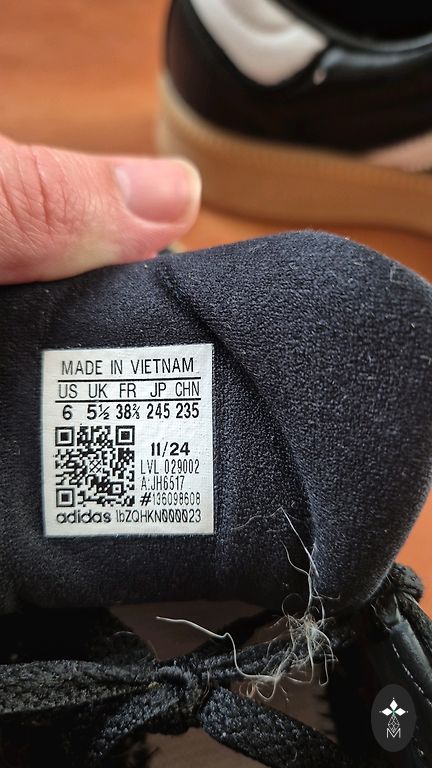 MADE IN VIETNAM
US UK FR JP CHN
6 5½ 38⅔ 245 235
11/24
LVL 029002
A:JH6517
#136098608
adidas lbZQHKN000023